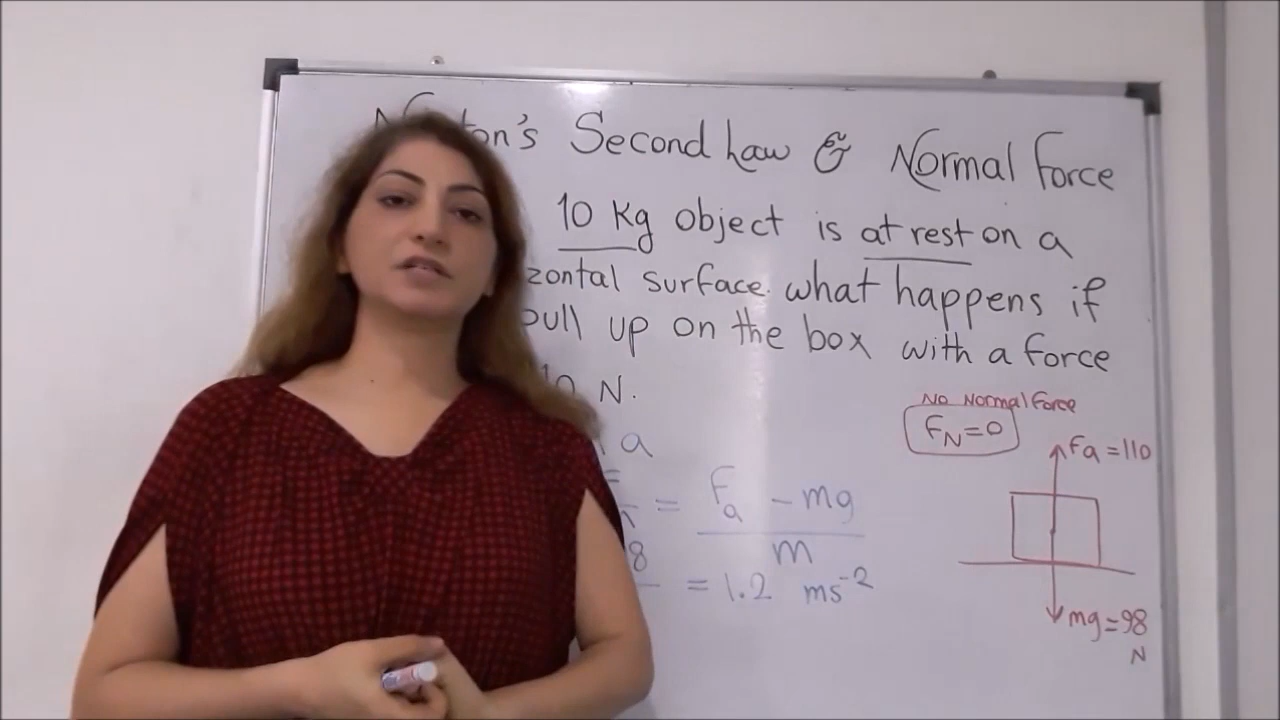 Newton's Second Law & Normal Force
10 Kg object is at rest on a
zontal surface. what happens if
pull up on the box with a force
10 N.
No Normal Force
FN=0
Fa=110
a
= Fa - mg
m
8
= 1.2 ms-2
mg=98
N